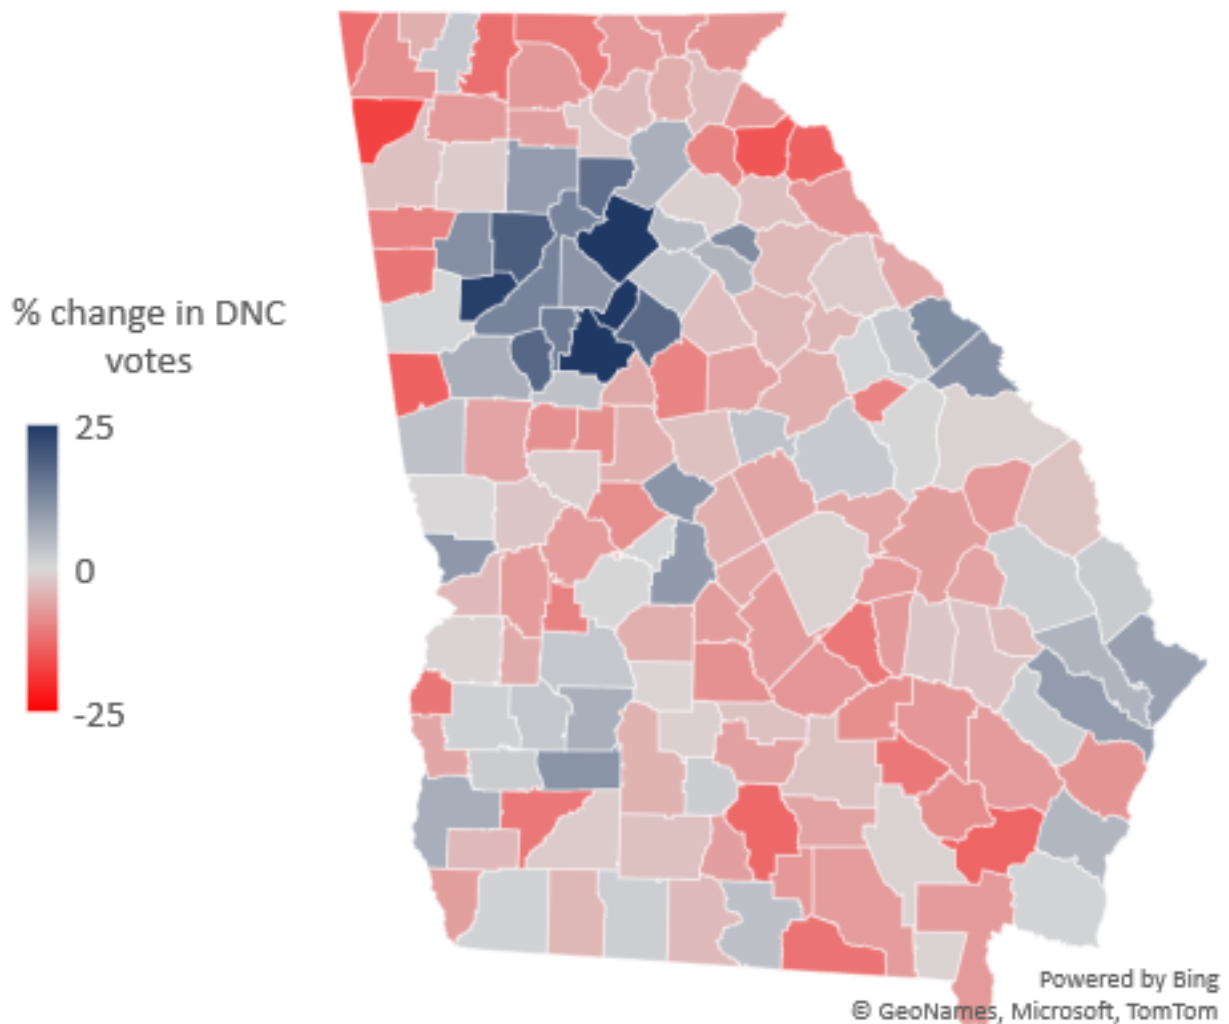 % change in DNC
votes
25
0
-25
Powered by Bing
© GeoNames, Microsoft, TomTom